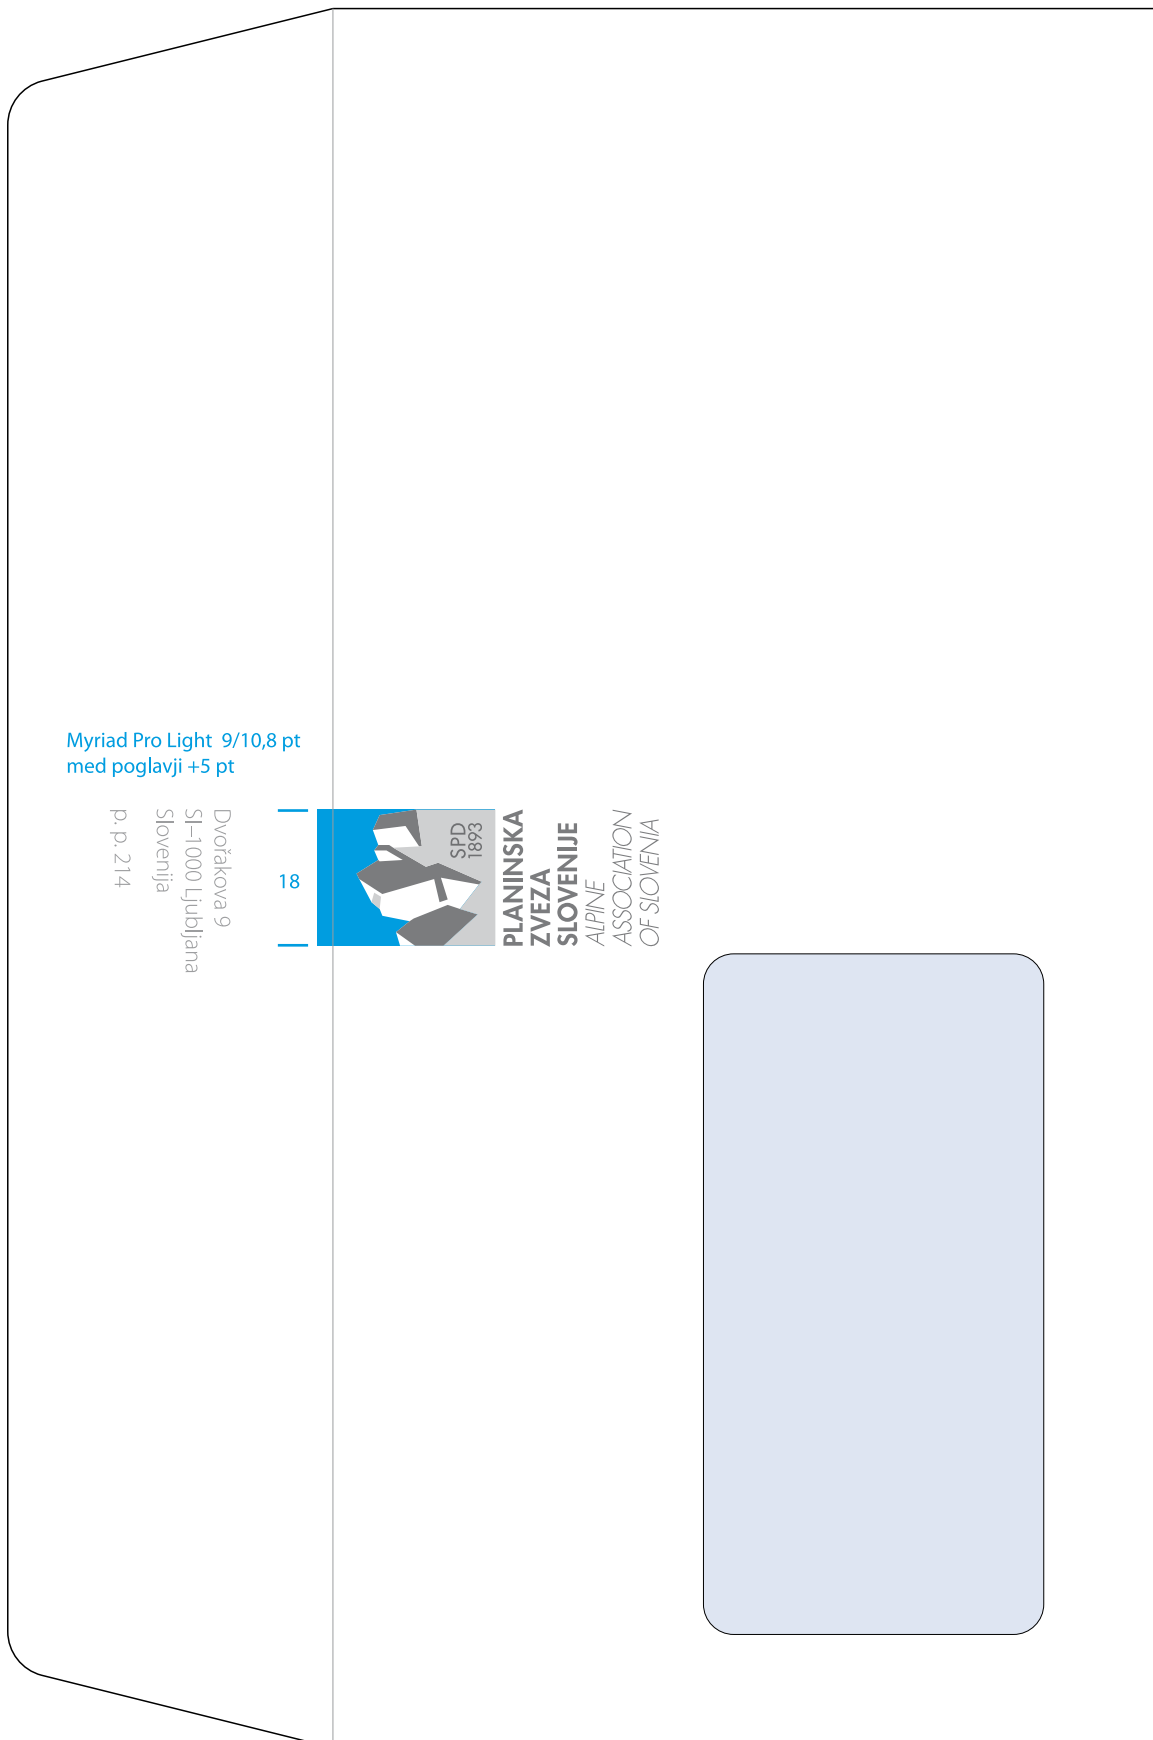 Myriad Pro Light 9/10,8 pt
med poglavji +5 pt
Dvořakova 9
SI–1000 Ljubljana
Slovenija
p. p. 214
18
SPD
1893
PLANINSKA
ZVEZA
SLOVENIJE
ALPINE
ASSOCIATION
OF SLOVENIA